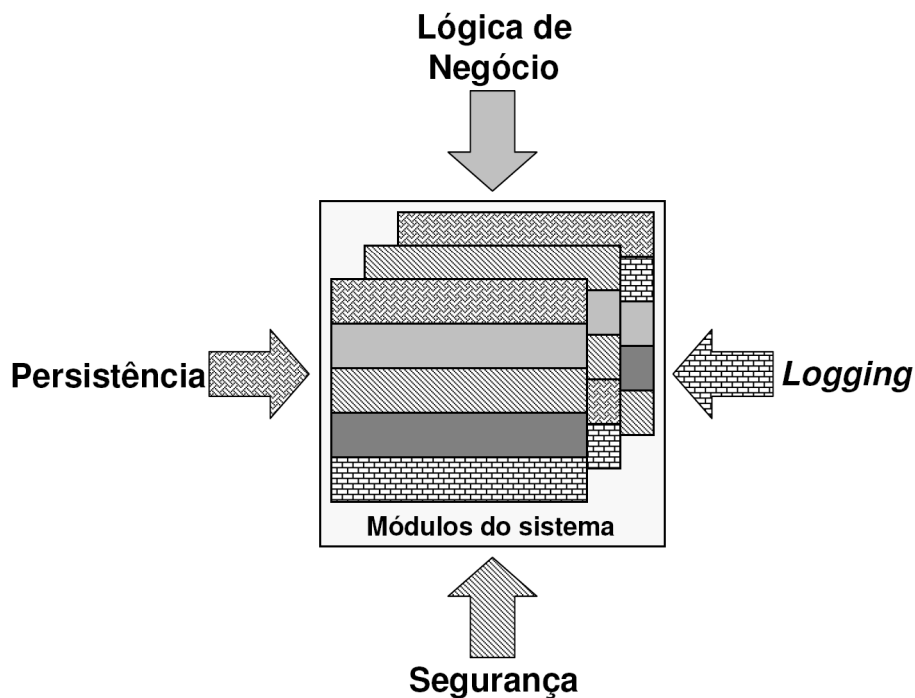 Lógica de
Negócio
Persistência
Logging
Módulos do sistema
Segurança